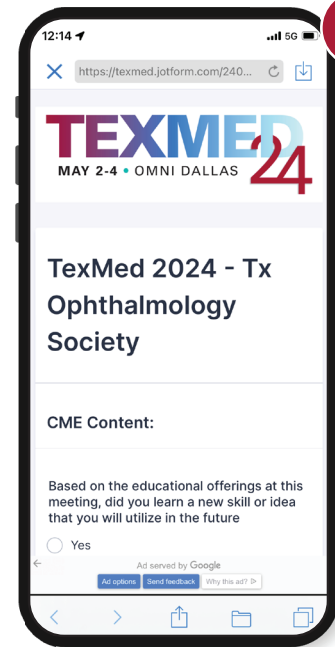 12:14
5G
https://texmed.jotform.com/240...
TEXMED
24
MAY 2-4 • OMNI DALLAS
TexMed 2024 - Tx
Ophthalmology
Society
CME Content:
Based on the educational offerings at this
meeting, did you learn a new skill or idea
that you will utilize in the future
Yes
Ad served by Google
Ad options Send feedback Why this ad?